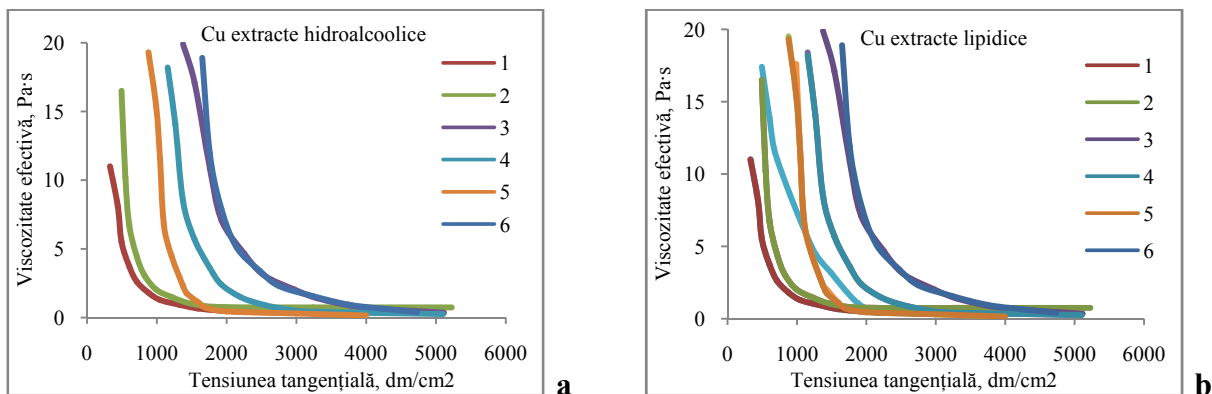 Cu extracte hidroalcoolice
Viscozitate efectivă, Pa·s
20
15
10
5
0
0 1000 2000 3000 4000 5000 6000
Tensiunea tangențială, dm/cm2
1
2
3
4
5
6
a
Cu extracte lipidice
Viscozitate efectivă, Pa·s
20
15
10
5
0
0 1000 2000 3000 4000 5000 6000
Tensiunea tangențială, dm/cm2
1
2
3
4
5
6
b